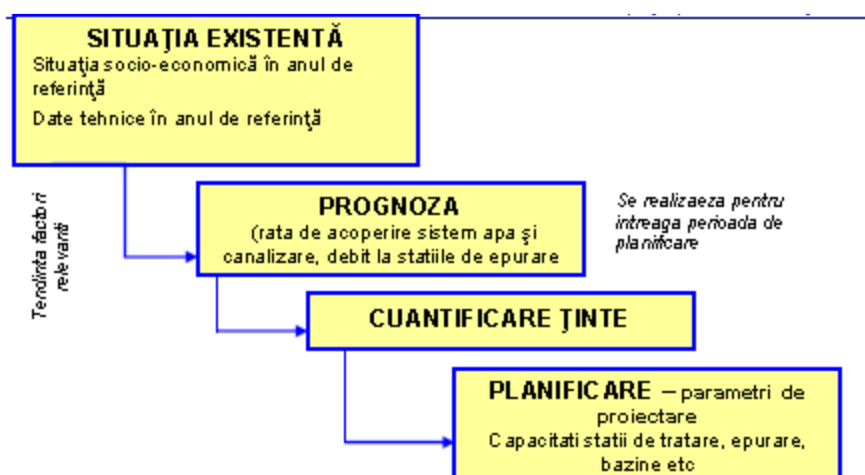 SITUAŢIA EXISTENTĂ
Situaţia socio-economică în anul de
referinţă
Date tehnice în anul de referinţă
Tendinta factori
relevanti
PROGNOZA
(rata de acoperire sistem apa şi
canalizare, debit la statiile de epurare
Se realizaeza pentru
intreaga perioada de
planificare
CUANTIFICARE ŢINTE
PLANIFICARE – parametri de
proiectare
Capacitati statii de tratare, epurare,
bazine etc